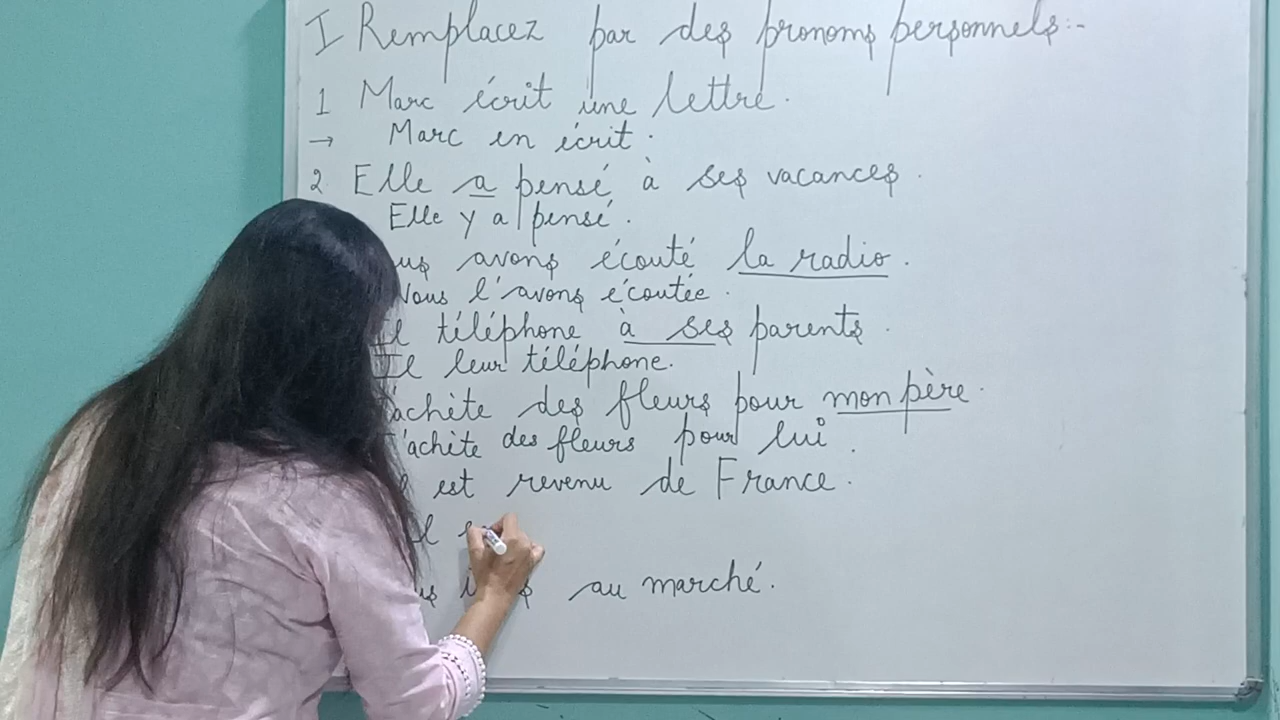 I Remplacez par des pronoms personnels:-
1 Marc écrit une lettre.
→ Marc en écrit.
2. Elle a pensé à ses vacances.
Elle y a pensé.
avons écouté la radio.
Nous l'avons écoutée.
Il téléphone à ses parents.
Il leur téléphone.
J'achète des fleurs pour mon père.
J'achète des fleurs pour lui.
est revenu de France.
au marché.